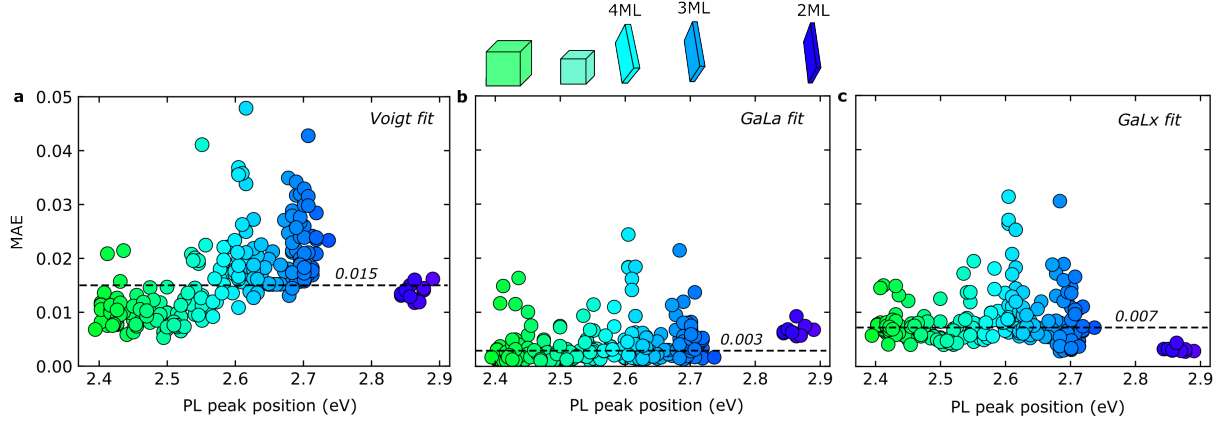 4ML 3ML 2ML
a b c
Voigt fit GaLa fit GaLx fit
0.05
0.04
0.03
0.02
0.01
0.00
MAE
0.015 0.003 0.007
2.4 2.5 2.6 2.7 2.8 2.9 2.4 2.5 2.6 2.7 2.8 2.9 2.4 2.5 2.6 2.7 2.8 2.9
PL peak position (eV) PL peak position (eV) PL peak position (eV)